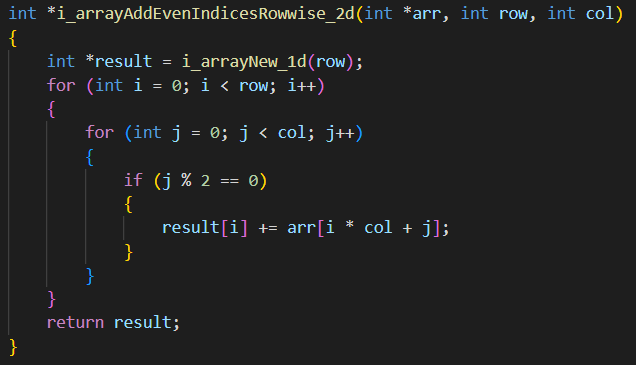 int *i_arrayAddEvenIndicesRowwise_2d(int *arr, int row, int col)
{
    int *result = i_arrayNew_1d(row);
    for (int i = 0; i < row; i++)
    {
        for (int j = 0; j < col; j++)
        {
            if (j % 2 == 0)
            {
                result[i] += arr[i * col + j];
            }
        }
    }
    return result;
}